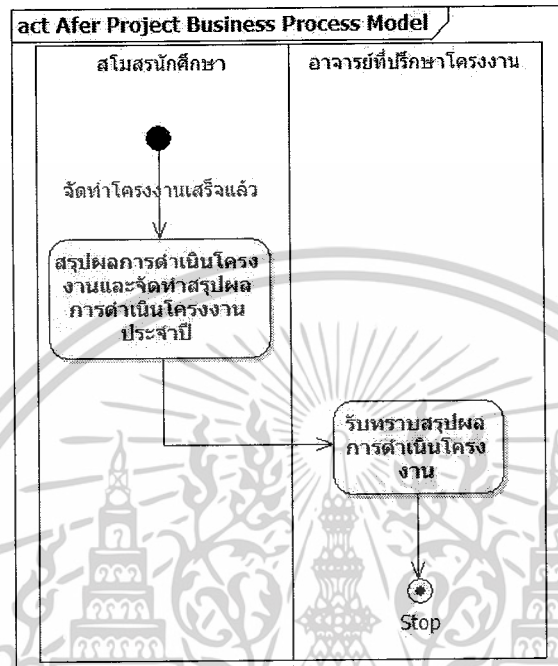 act Afer Project Business Process Model
สโมสรนักศึกษา
อาจารย์ที่ปรึกษาโครงงาน
จัดทำโครงงานเสร็จแล้ว
สรุปผลการดำเนินโครง
งานและจัดทำสรุปผล
การดำเนินโครงงาน
ประจำปี
รับทราบสรุปผล
การดำเนินโครง
งาน
Stop